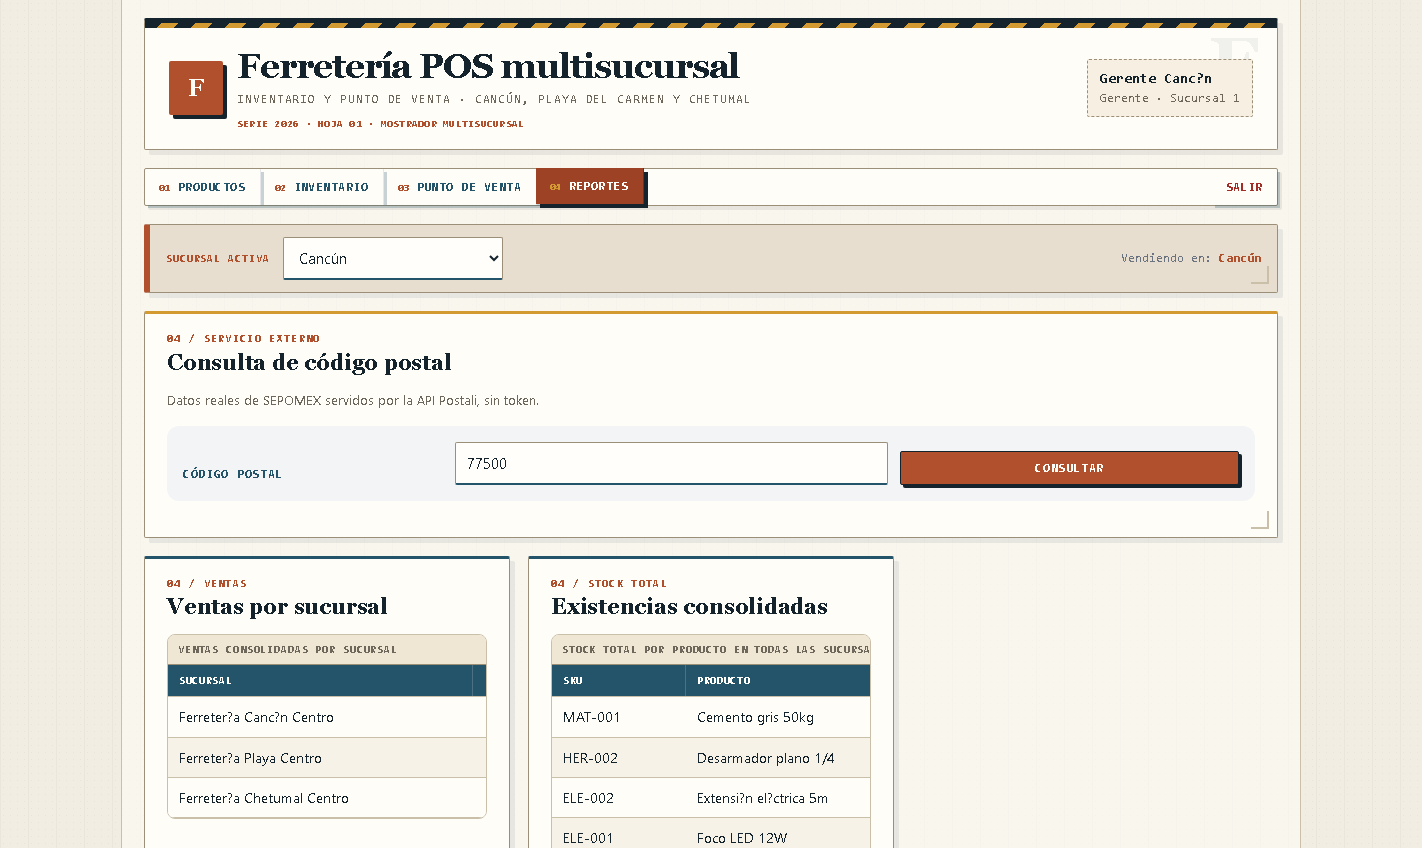 F
Ferretería POS multisucursal
INVENTARIO Y PUNTO DE VENTA · CANCÚN, PLAYA DEL CARMEN Y CHETUMAL
SERIE 2026 · HOJA 01 · MOSTRADOR MULTISUCURSAL
F
Gerente Canc?n
Gerente · Sucursal 1
01 PRODUCTOS
02 INVENTARIO
03 PUNTO DE VENTA
04 REPORTES
SALIR
SUCURSAL ACTIVA
Cancún
Vendiendo en: Cancún
04 / SERVICIO EXTERNO
Consulta de código postal
Datos reales de SEPOMEX servidos por la API Postali, sin token.
CÓDIGO POSTAL
77500
CONSULTAR
04 / VENTAS
Ventas por sucursal
VENTAS CONSOLIDADAS POR SUCURSAL
SUCURSAL
Ferreter?a Canc?n Centro
Ferreter?a Playa Centro
Ferreter?a Chetumal Centro
04 / STOCK TOTAL
Existencias consolidadas
STOCK TOTAL POR PRODUCTO EN TODAS LAS SUCURSA
SKU PRODUCTO
MAT-001 Cemento gris 50kg
HER-002 Desarmador plano 1/4
ELE-002 Extensi?n el?ctrica 5m
ELE-001 Foco LED 12W